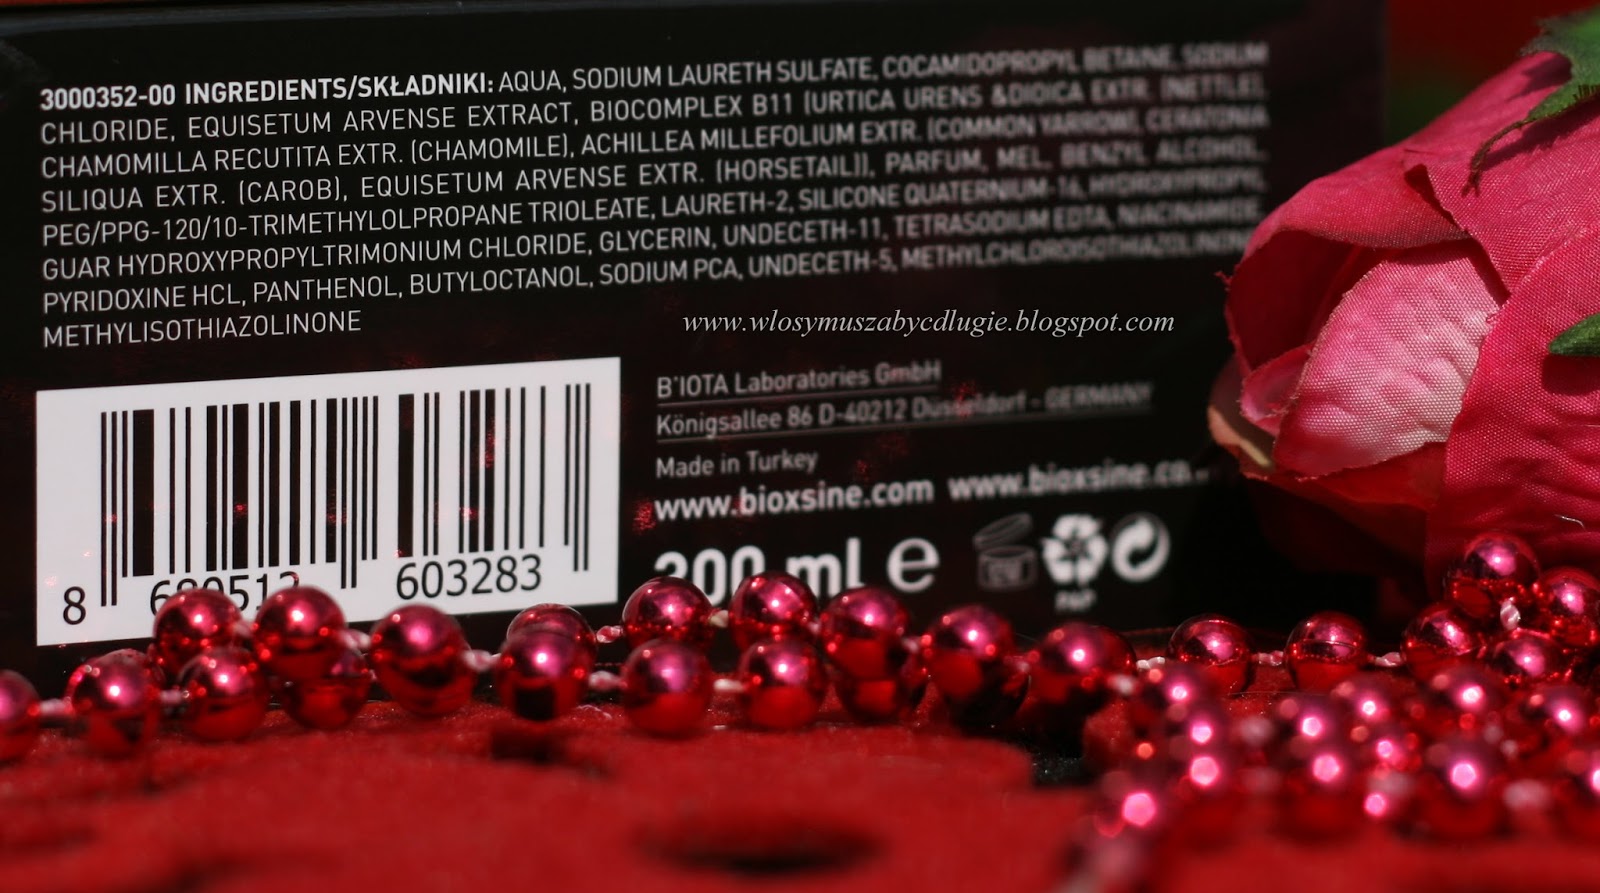 3000352-00 INGREDIENTS/SKŁADNIKI: AQUA, SODIUM LAURETH SULFATE, COCAMIDOPROPYL BETAINE, SODIUM
CHLORIDE, EQUISETUM ARVENSE EXTRACT, BIOCOMPLEX B11 (URTICA URENS &DIOICA EXTR. (NETTLE),
CHAMOMILLA RECUTITA EXTR. (CHAMOMILE), ACHILLEA MILLEFOLIUM EXTR. (COMMON YARROW), CERATONIA
SILIQUA EXTR. (CAROB), EQUISETUM ARVENSE EXTR. (HORSETAIL)), PARFUM, MEL, BENZYL ALCOHOL,
PEG/PPG-120/10-TRIMETHYLOLPROPANE TRIOLEATE, LAURETH-2, SILICONE QUATERNIUM-16, HYDROXYPROPYL
GUAR HYDROXYPROPYLTRIMONIUM CHLORIDE, GLYCERIN, UNDECETH-11, TETRASODIUM EDTA, NIACINAMIDE,
PYRIDOXINE HCL, PANTHENOL, BUTYLOCTANOL, SODIUM PCA, UNDECETH-5, METHYLCHLOROISOTHIAZOLINONE,
METHYLISOTHIAZOLINONE
www.wlosymuszabycdlugie.blogspot.com
B'IOTA Laboratories GmbH
Königsallee 86 D-40212 Düsseldorf - GERMANY
Made in Turkey
www.bioxsine.com
300 ml e
PAP
8 603283